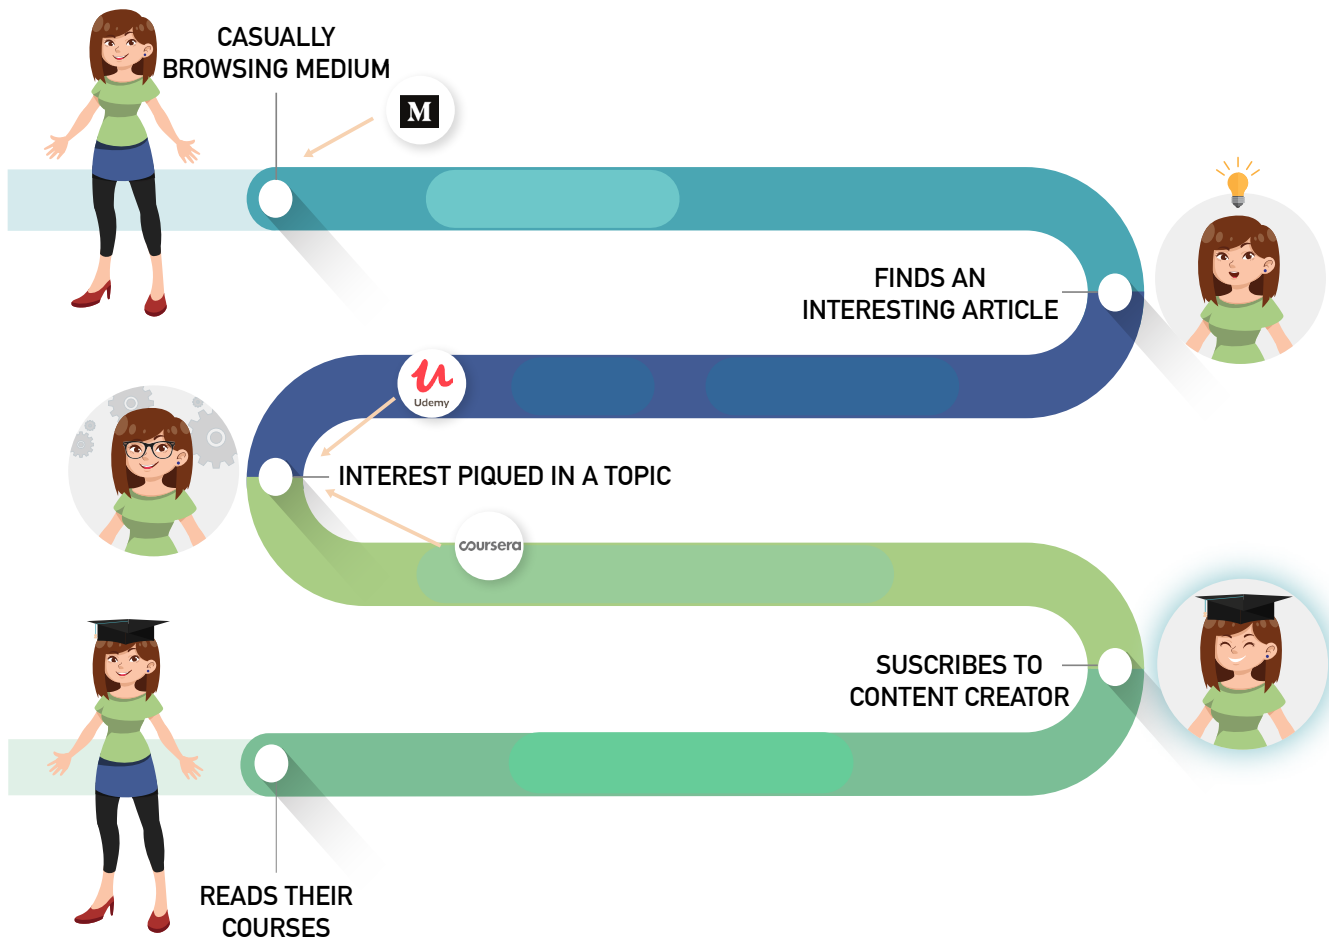 CASUALLY
BROWSING MEDIUM
M
FINDS AN
INTERESTING ARTICLE
Udemy
INTEREST PIQUED IN A TOPIC
coursera
SUSCRIBES TO
CONTENT CREATOR
READS THEIR
COURSES